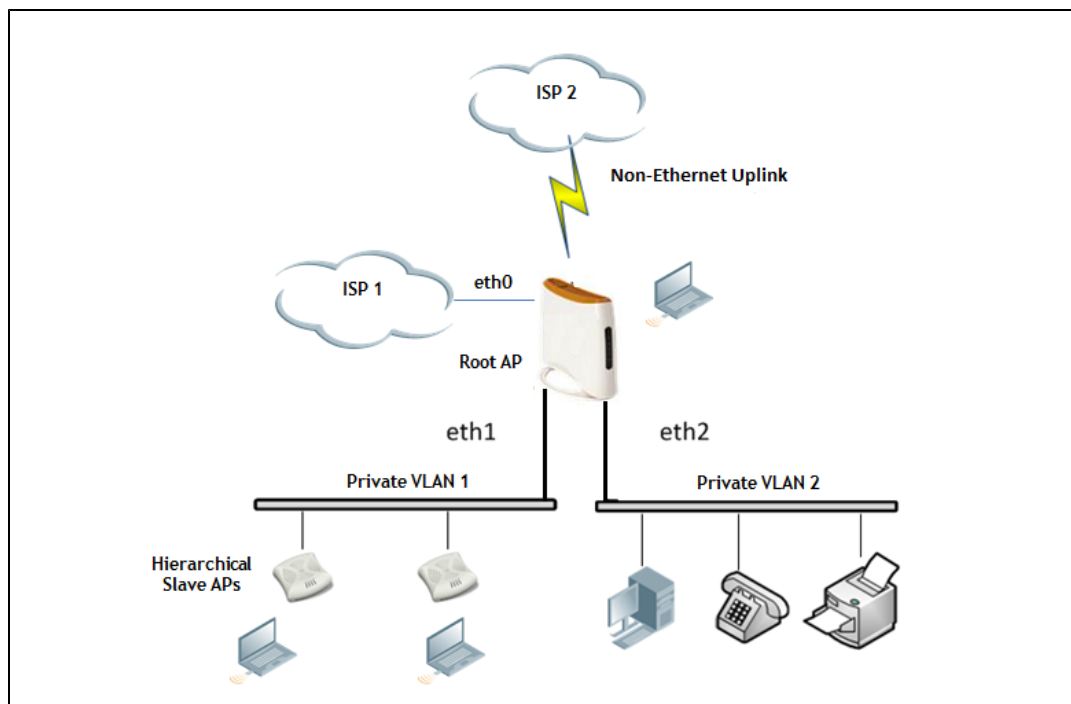 ISP 2
Non-Ethernet Uplink
ISP 1
eth0
Root AP
eth1
eth2
Private VLAN 1
Private VLAN 2
Hierarchical
Slave APs